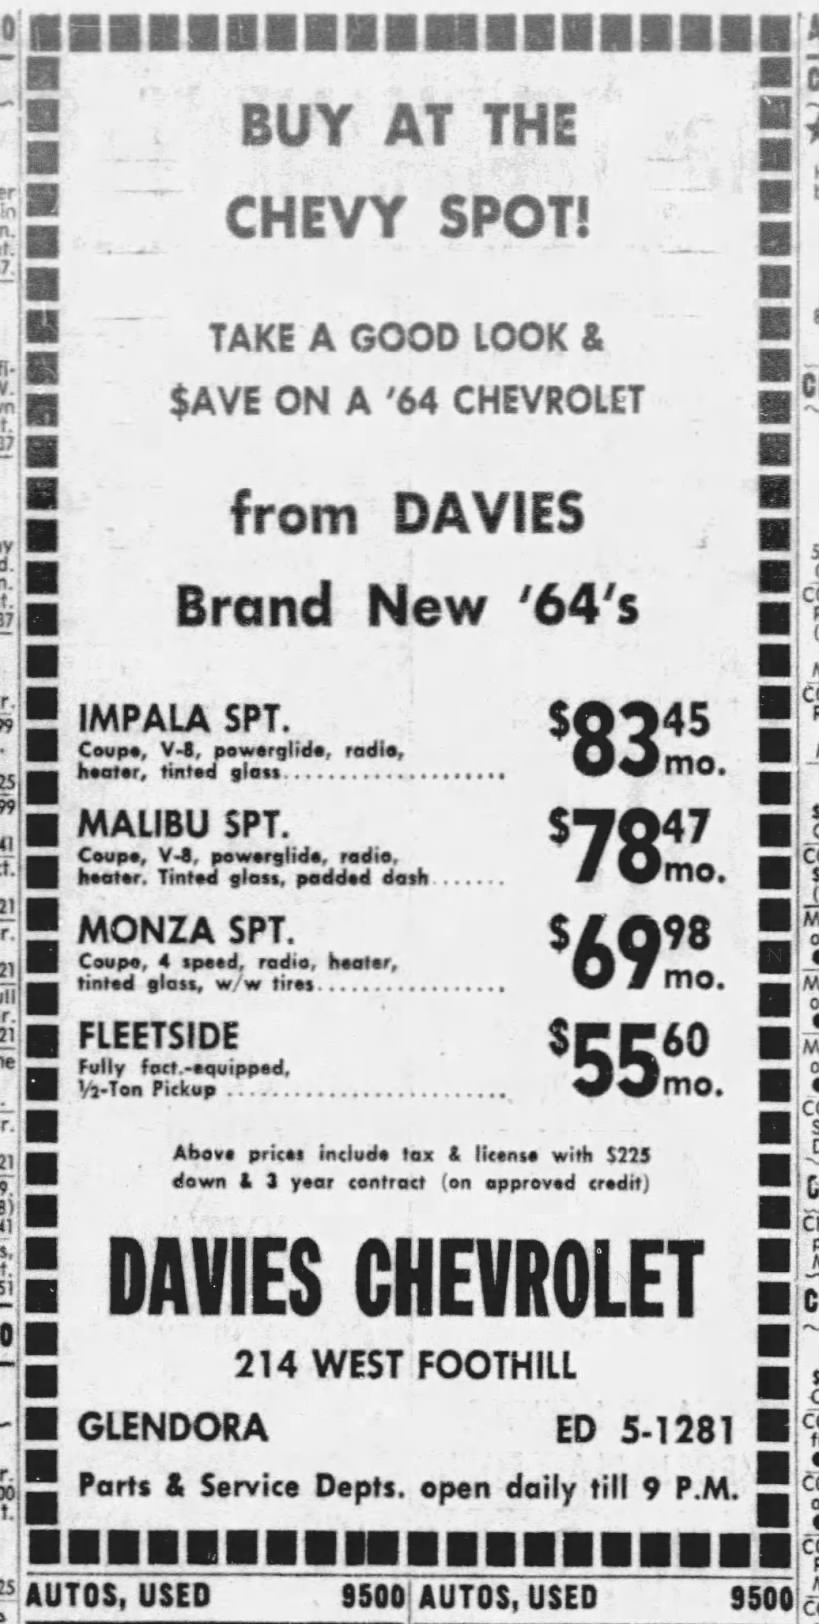 BUY AT THE
CHEVY SPOT!
TAKE A GOOD LOOK &
$AVE ON A '64 CHEVROLET
from DAVIES
Brand New '64's
IMPALA SPT.
Coupe, V-8, powerglide, radio,
heater, tinted glass......................
$83 45 mo.
MALIBU SPT.
Coupe, V-8, powerglide, radio,
heater. Tinted glass, padded dash.......
$78 47 mo.
MONZA SPT.
Coupe, 4 speed, radio, heater,
tinted glass, w/w tires...................
$69 98 mo.
FLEETSIDE
Fully fact.-equipped,
½-Ton Pickup ............................
$55 60 mo.
Above prices include tax & license with $225
down & 3 year contract (on approved credit)
DAVIES CHEVROLET
214 WEST FOOTHILL
GLENDORA ED 5-1281
Parts & Service Depts. open daily till 9 P.M.
AUTOS, USED 9500 AUTOS, USED 9500